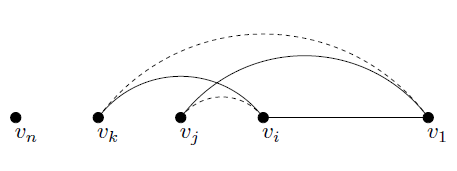 vₙ vₖ vⱼ vᵢ v₁